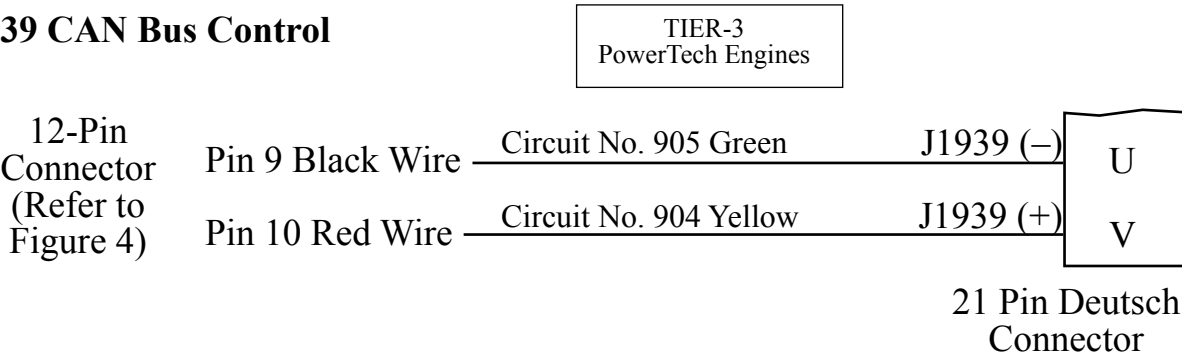 39 CAN Bus Control
TIER-3
PowerTech Engines
12-Pin
Connector
(Refer to
Figure 4)
Pin 9 Black Wire
Circuit No. 905 Green
J1939 (–)
U
Pin 10 Red Wire
Circuit No. 904 Yellow
J1939 (+)
V
21 Pin Deutsch
Connector